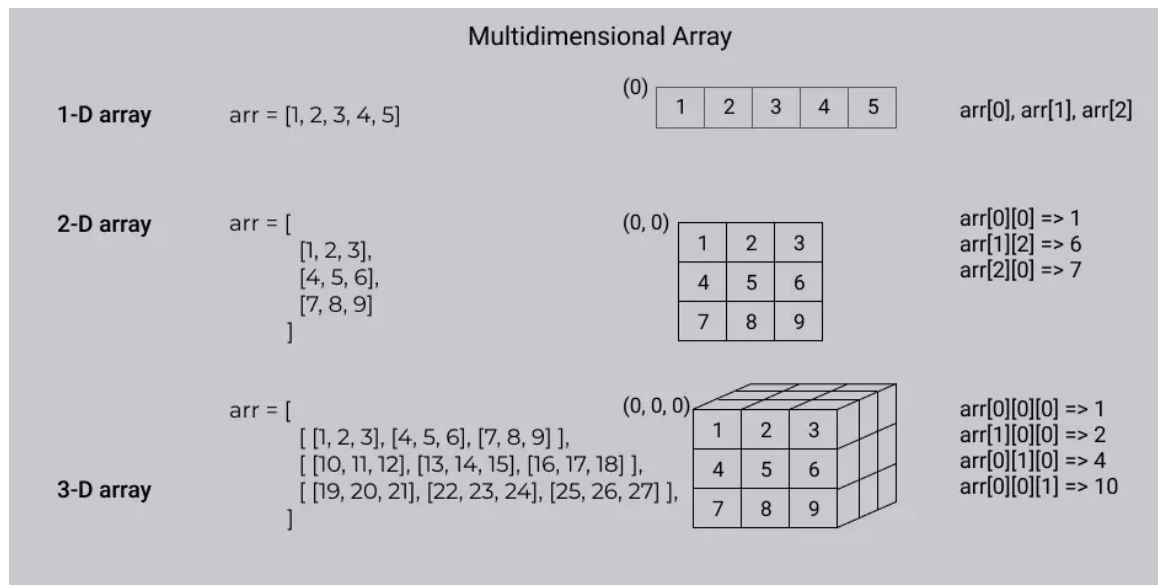 Multidimensional Array
1-D array
arr = [1, 2, 3, 4, 5]
(0)
1 2 3 4 5
arr[0], arr[1], arr[2]
2-D array
arr = [
[1, 2, 3],
[4, 5, 6],
[7, 8, 9]
]
(0, 0)
1 2 3
4 5 6
7 8 9
arr[0][0] => 1
arr[1][2] => 6
arr[2][0] => 7
3-D array
arr = [
[ [1, 2, 3], [4, 5, 6], [7, 8, 9] ],
[ [10, 11, 12], [13, 14, 15], [16, 17, 18] ],
[ [19, 20, 21], [22, 23, 24], [25, 26, 27] ],
]
(0, 0, 0)
1 2 3
4 5 6
7 8 9
arr[0][0][0] => 1
arr[1][0][0] => 2
arr[0][1][0] => 4
arr[0][0][1] => 10